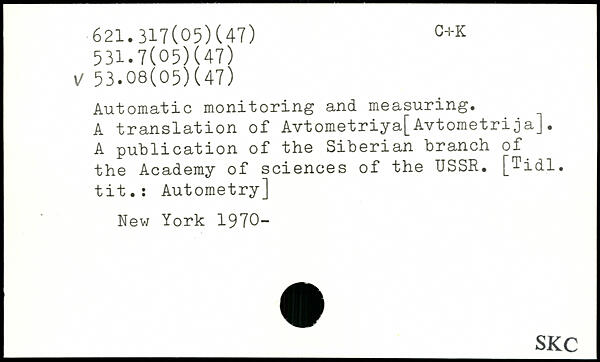 621.317(05)(47) C+K
531.7(05)(47)
√ 53.08(05)(47)
Automatic monitoring and measuring.
A translation of Avtometriya[Avtometrija].
A publication of the Siberian branch of
the Academy of sciences of the USSR. [Tidl.
tit.: Autometry]
New York 1970-
SKC